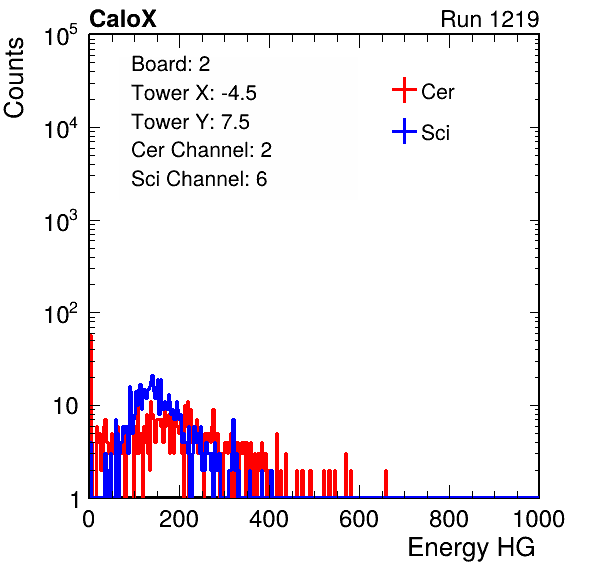 CaloX Run 1219
Counts
10^5
10^4
10^3
10^2
10
1
Board: 2
Tower X: -4.5
Tower Y: 7.5
Cer Channel: 2
Sci Channel: 6
Cer
Sci
0 200 400 600 800 1000
Energy HG